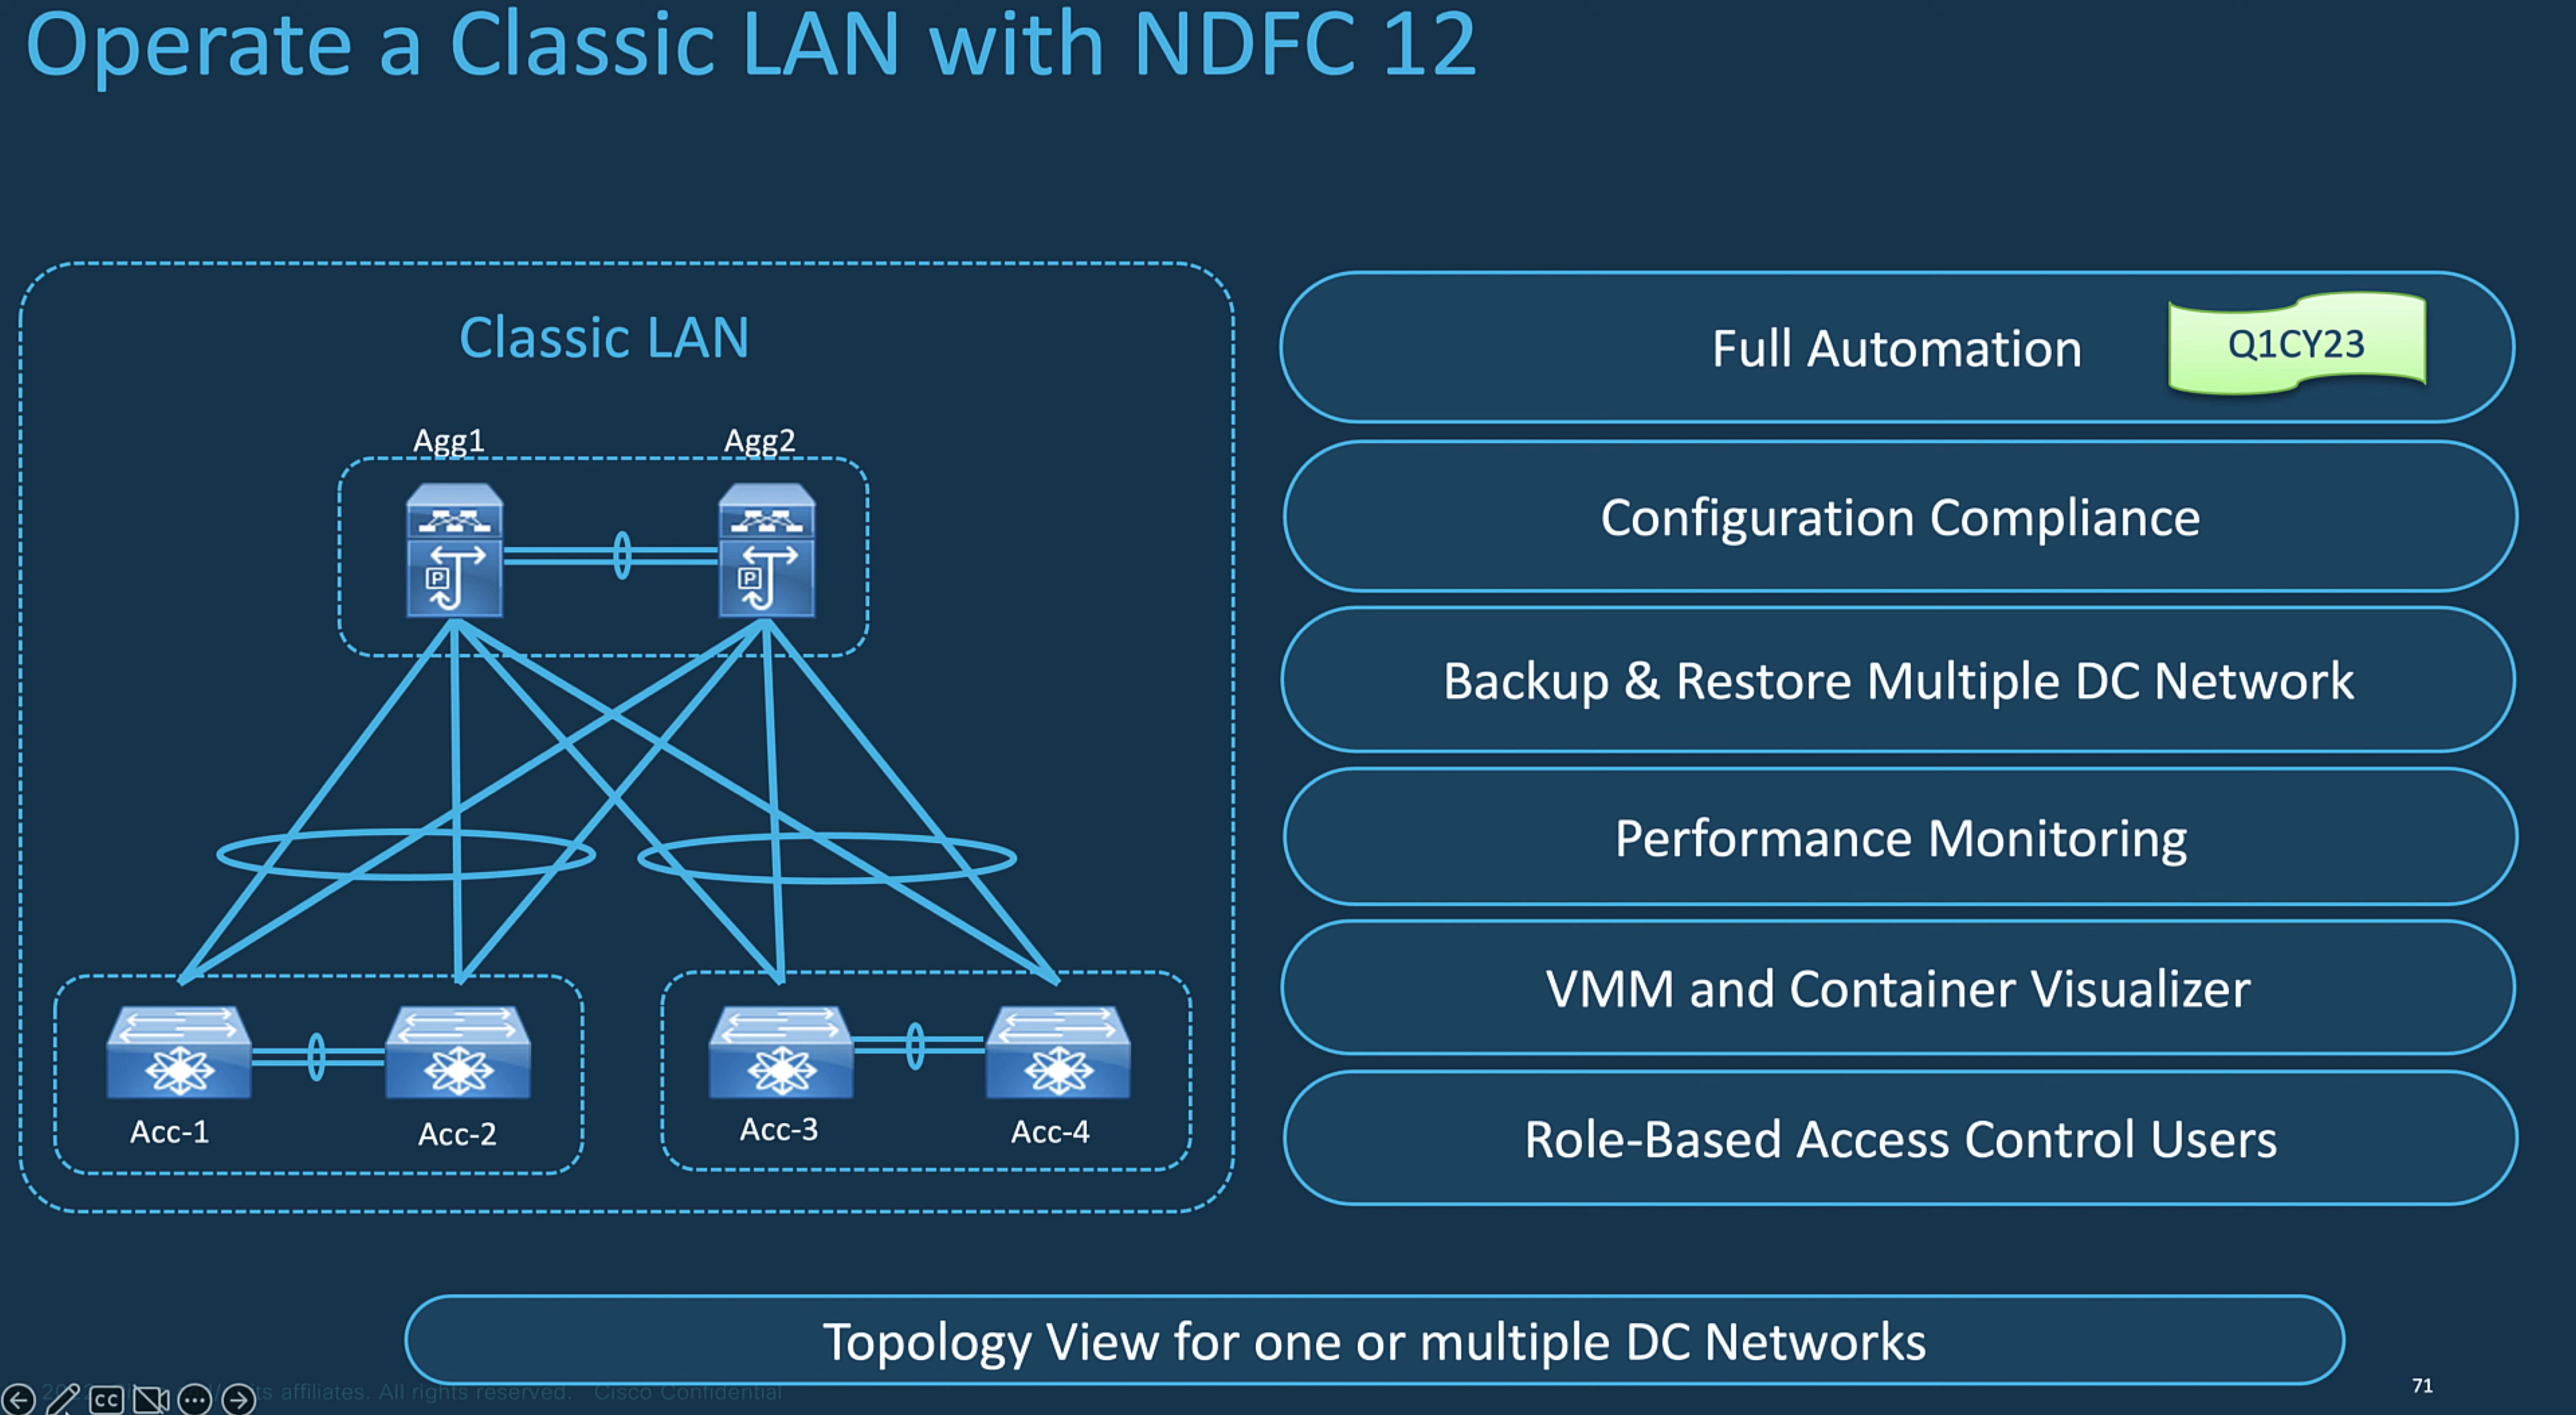 Operate a Classic LAN with NDFC 12
Classic LAN
Agg1
Agg2
P
P
Acc-1
Acc-2
Acc-3
Acc-4
Full Automation
Q1CY23
Configuration Compliance
Backup & Restore Multiple DC Network
Performance Monitoring
VMM and Container Visualizer
Role-Based Access Control Users
Topology View for one or multiple DC Networks
affiliates. All rights reserved. Cisco Confidential
CC
71